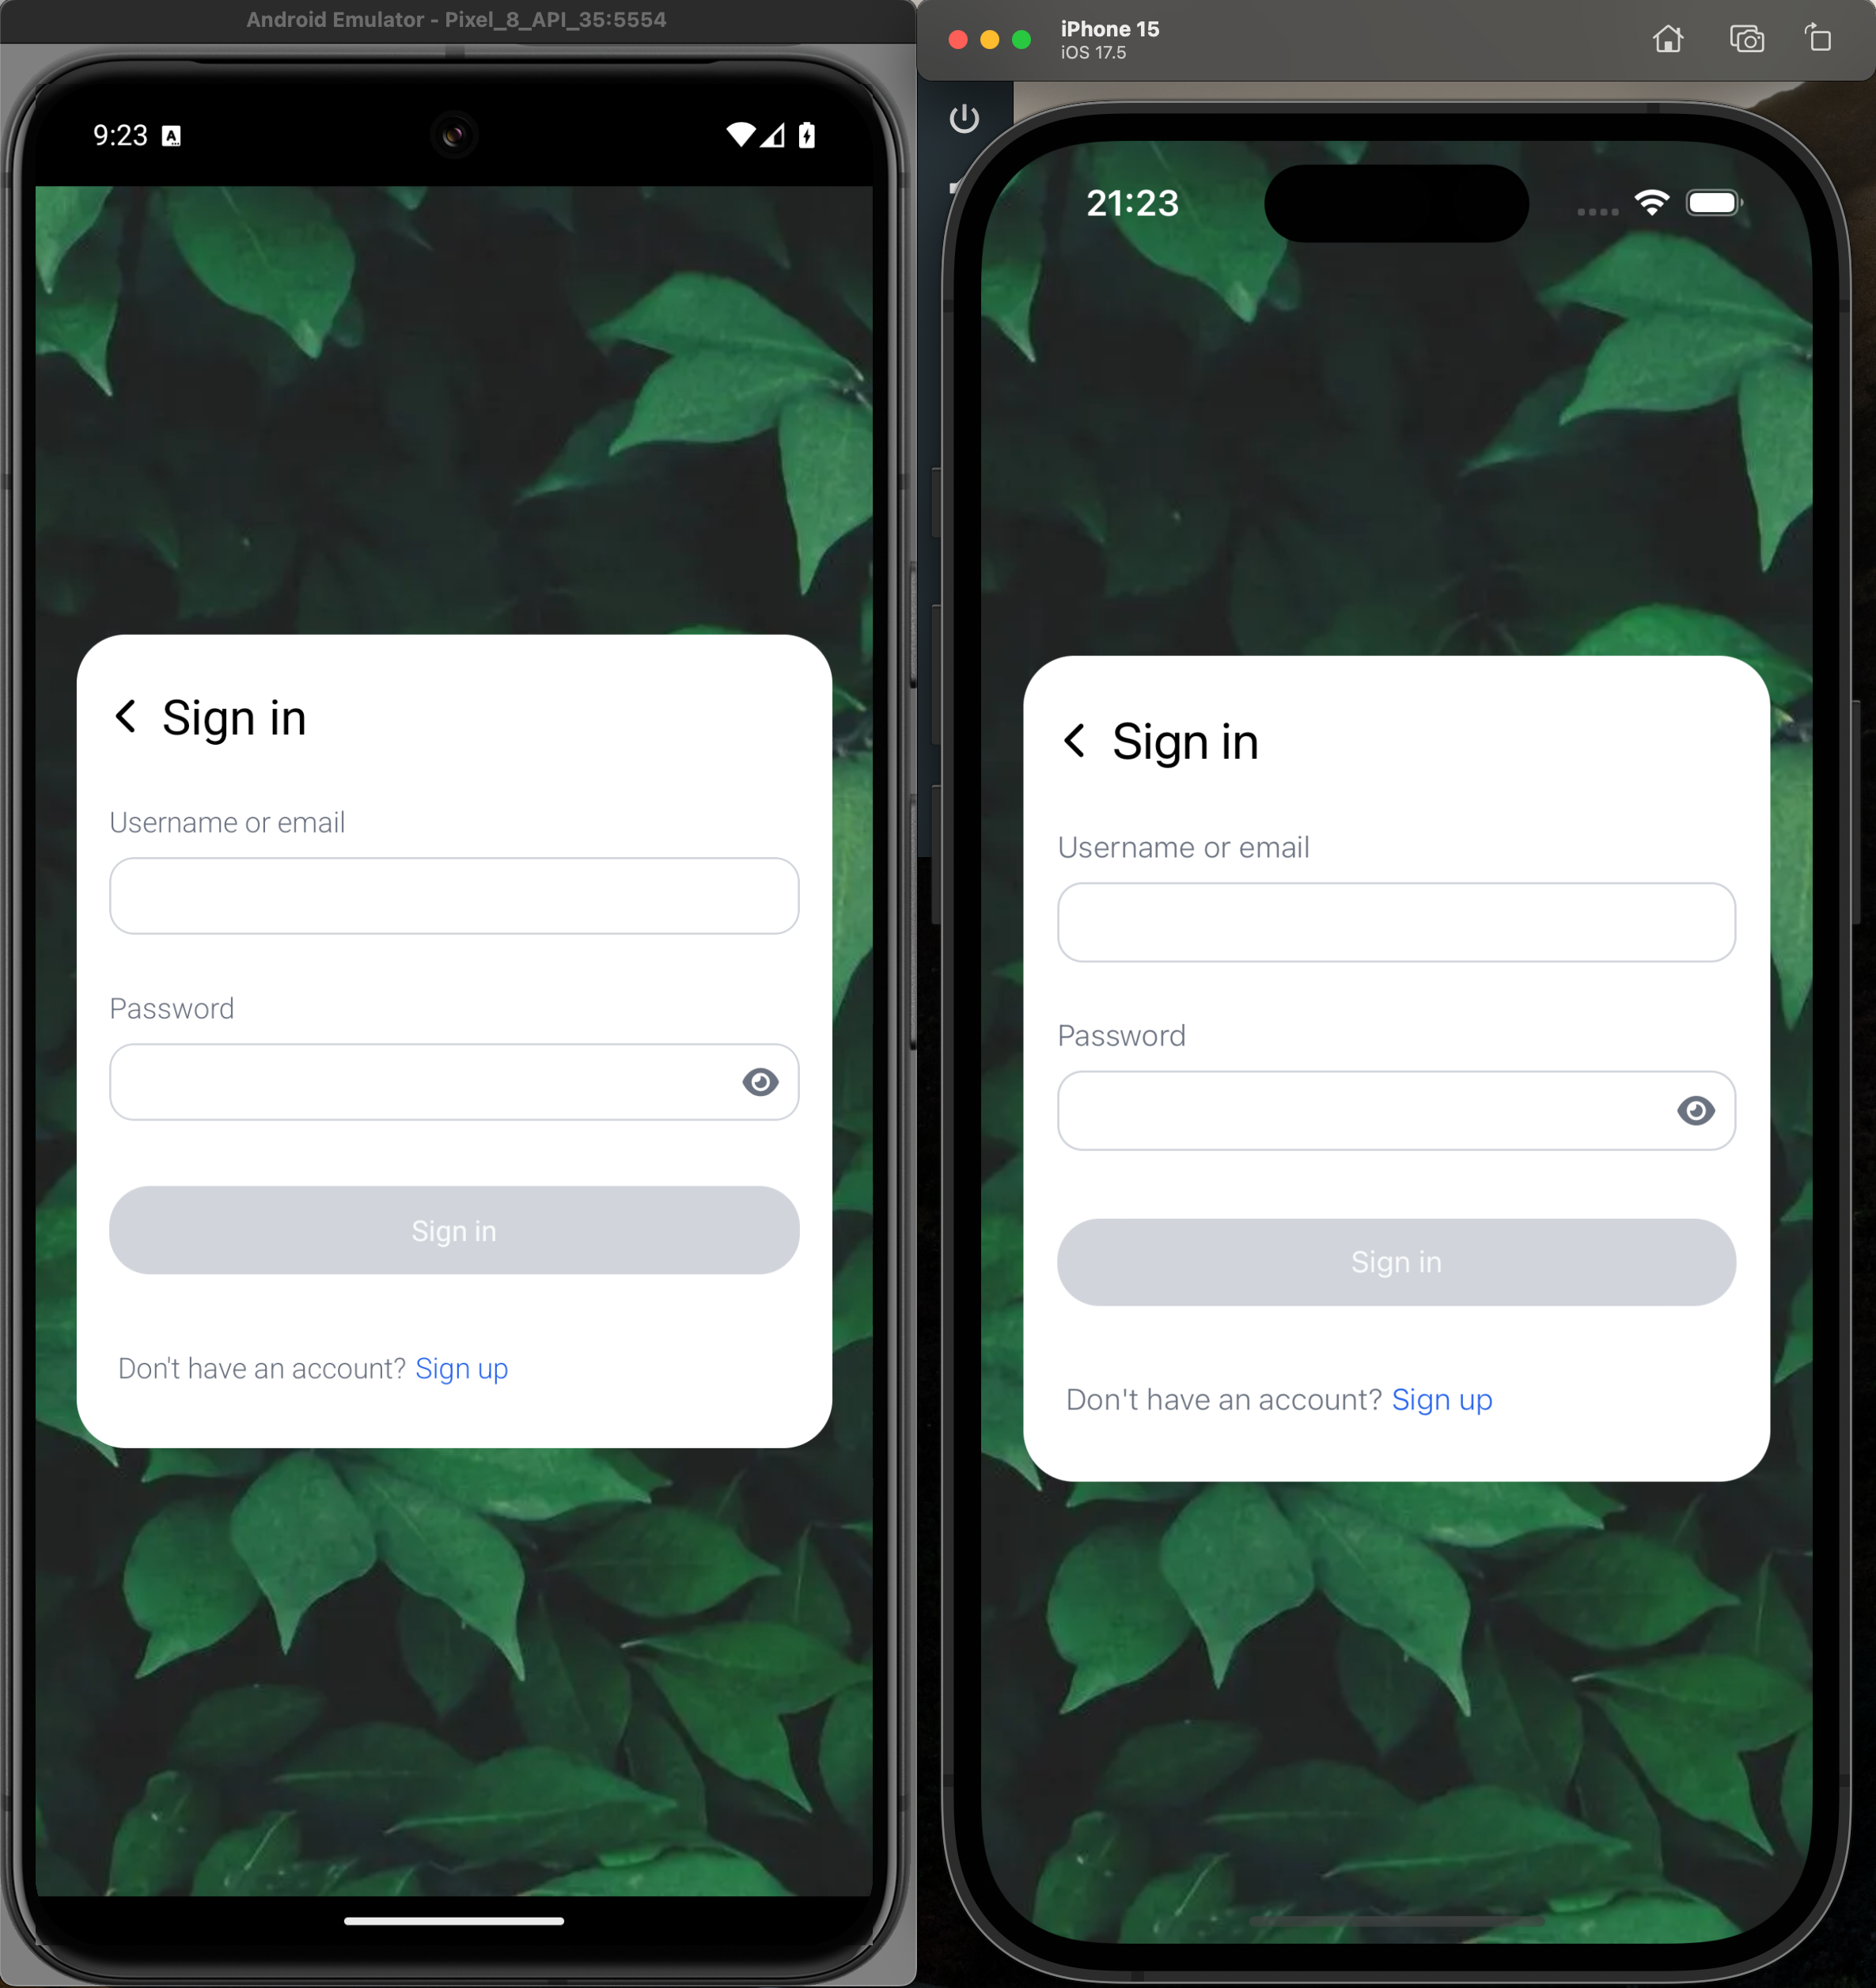 Android Emulator - Pixel_8_API_35:5554
9:23 A
Sign in
Username or email
Password
Sign in
Don't have an account? Sign up
iPhone 15
iOS 17.5
21:23
Sign in
Username or email
Password
Sign in
Don't have an account? Sign up